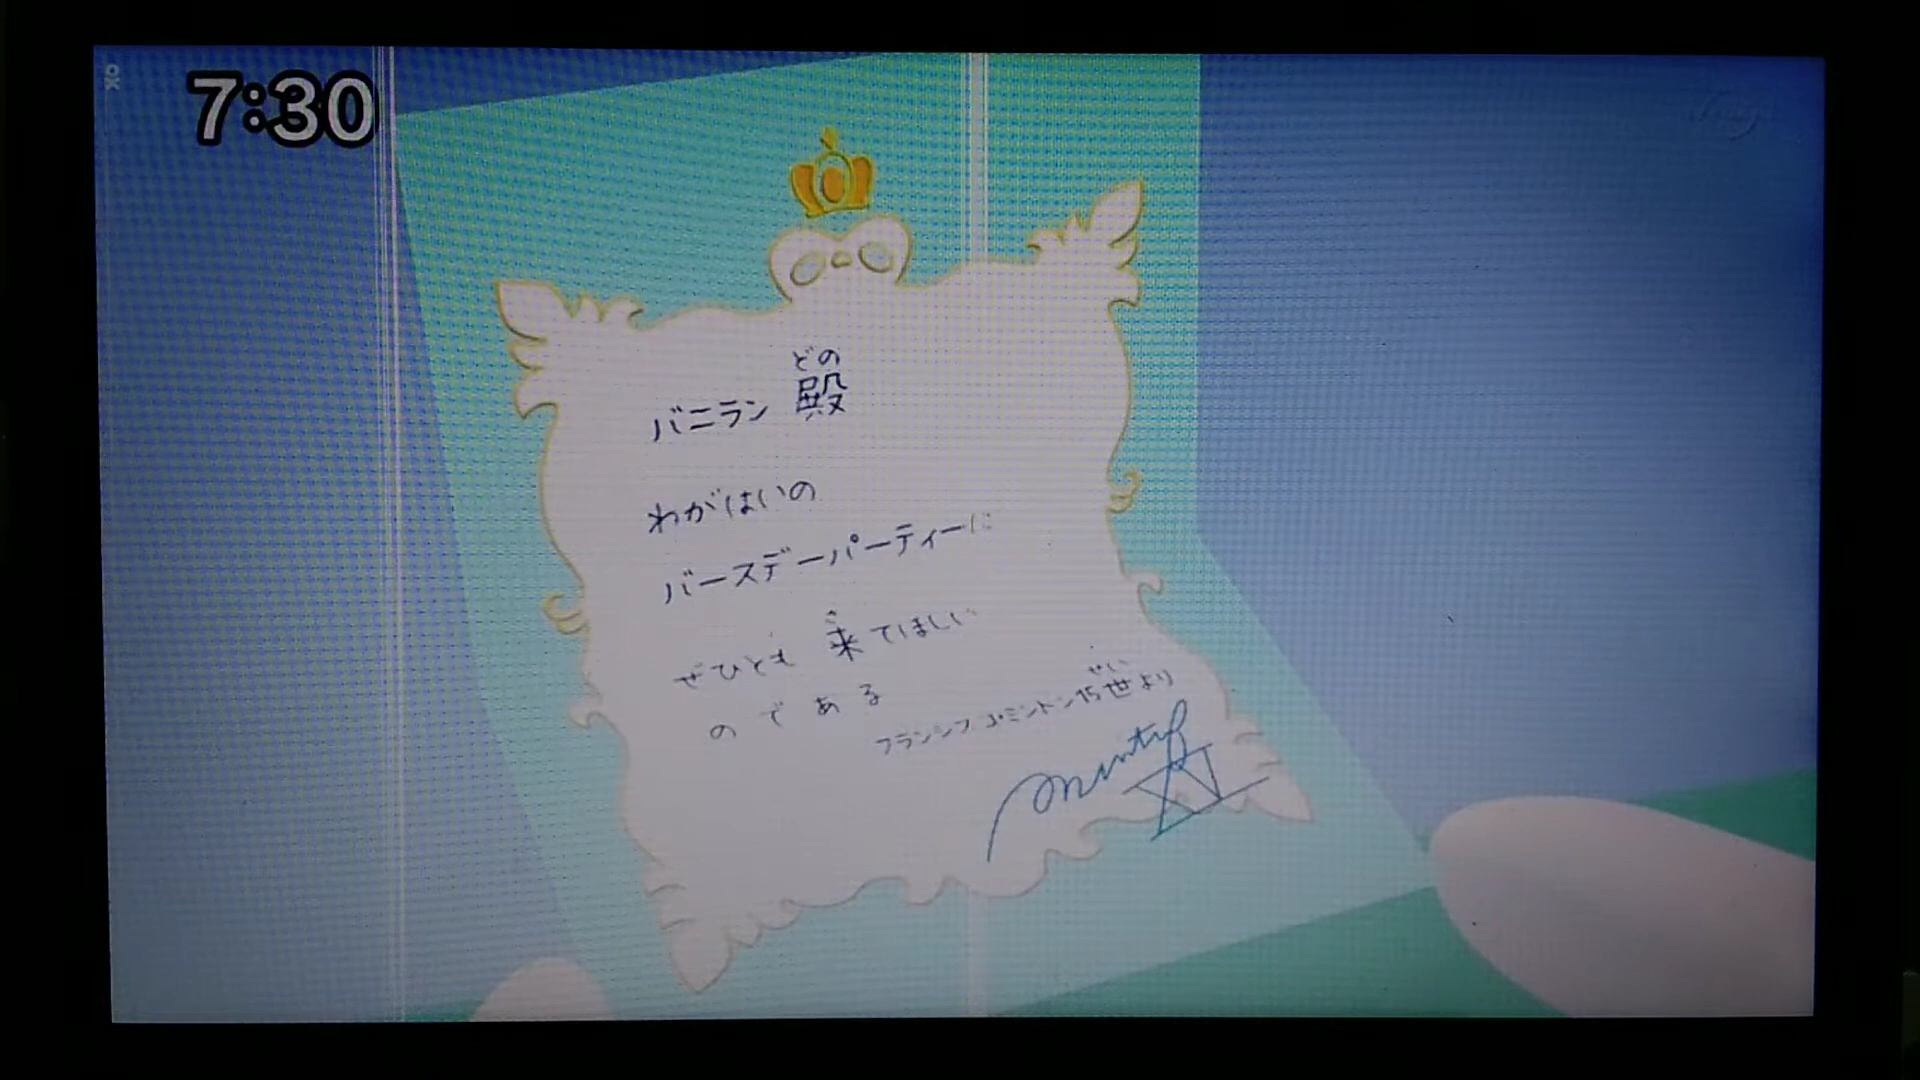 7:30
どの
バニラン 殿
わがはいの
バースデーパーティーに
ぜひとも 来てほしい
のである
せい
フランシフコ・ミントン15世より